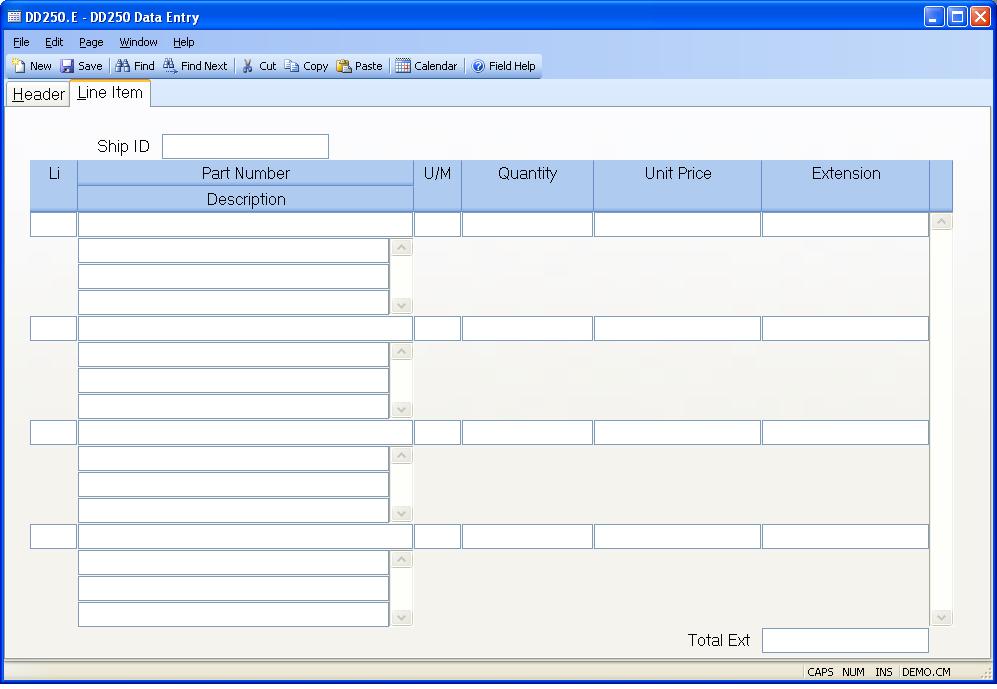 DD250.E - DD250 Data Entry
File Edit Page Window Help
New Save Find Find Next Cut Copy Paste Calendar Field Help
Header Line Item
Ship ID
Li Part Number U/M Quantity Unit Price Extension
Description
Total Ext
CAPS NUM INS DEMO.CM